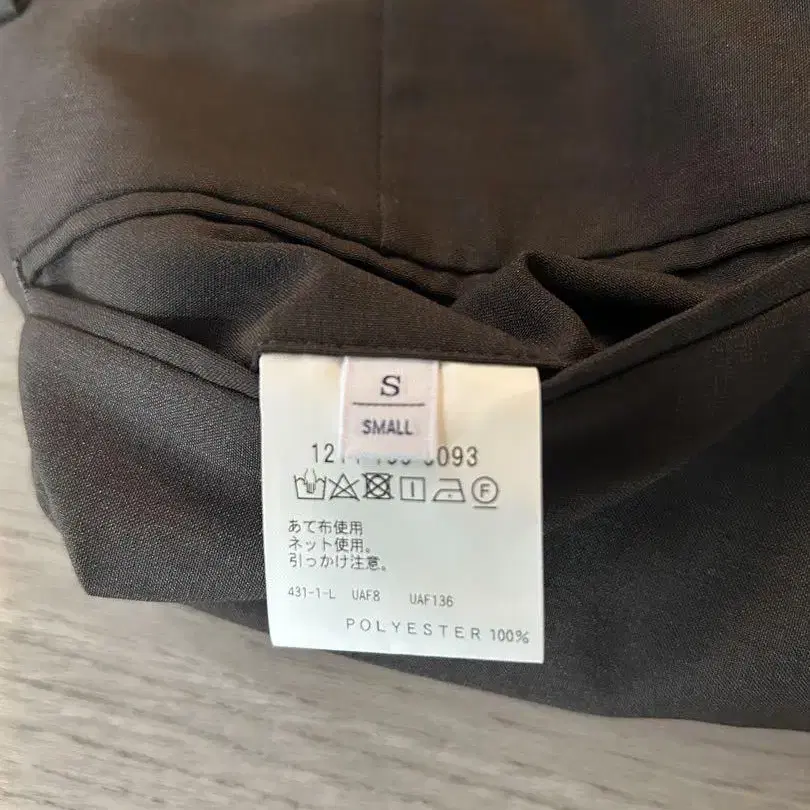 S
SMALL
093
あて布使用
ネット使用。
引っかけ注意。
431-1-L UAF8 UAF136
POLYESTER 100%